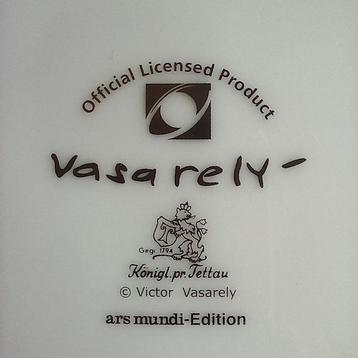 Official Licensed Product
Vasarely
T
Gegr. 1794
Königl. pr. Tettau
© Victor Vasarely
ars mundi-Edition